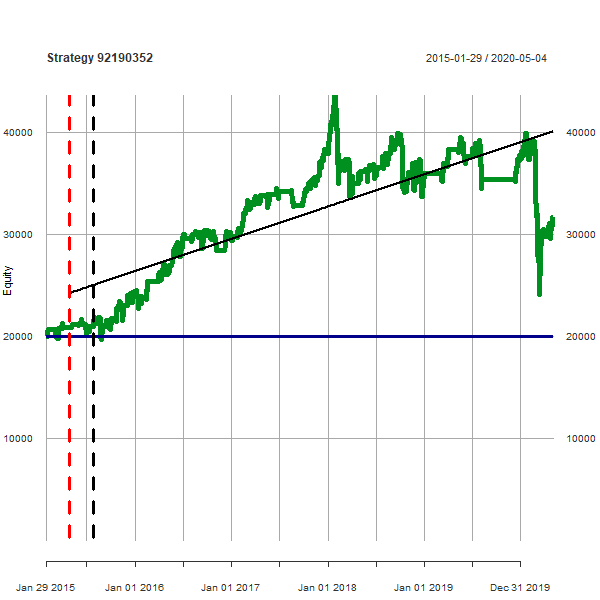 Strategy 92190352 2015-01-29 / 2020-05-04
40000 40000
30000 30000
Equity
20000 20000
10000 10000
Jan 29 2015 Jan 01 2016 Jan 01 2017 Jan 01 2018 Jan 01 2019 Dec 31 2019